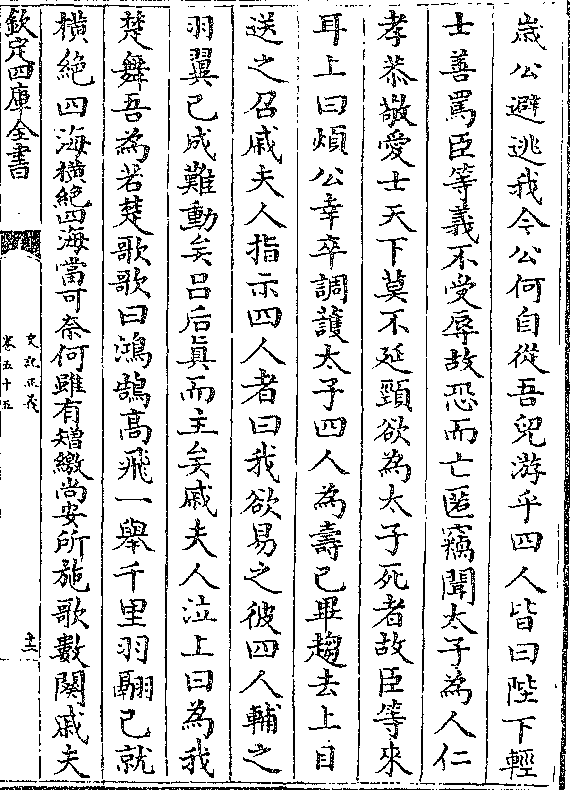 嵗公避逃我今公何自從吾兒游乎四人皆曰陛下輕
士善罵臣等義不受辱故恐而亡匿竊聞太子為人仁
孝恭敬愛士天下莫不延頸欲為太子死者故臣等來
耳上曰煩公幸卒調護太子四人為壽已畢趨去上目
送之召戚夫人指示四人者曰我欲易之彼四人輔之
羽翼已成難動矣吕后真而主矣戚夫人泣上曰為我
楚舞吾為若楚歌歌曰鴻鵠髙飛一舉千里羽翮已就
横絶四海横絶四海當可奈何雖有矰繳尚安所施歌數闋戚夫
欽定四庫全書
史記正義
卷五十五
十二